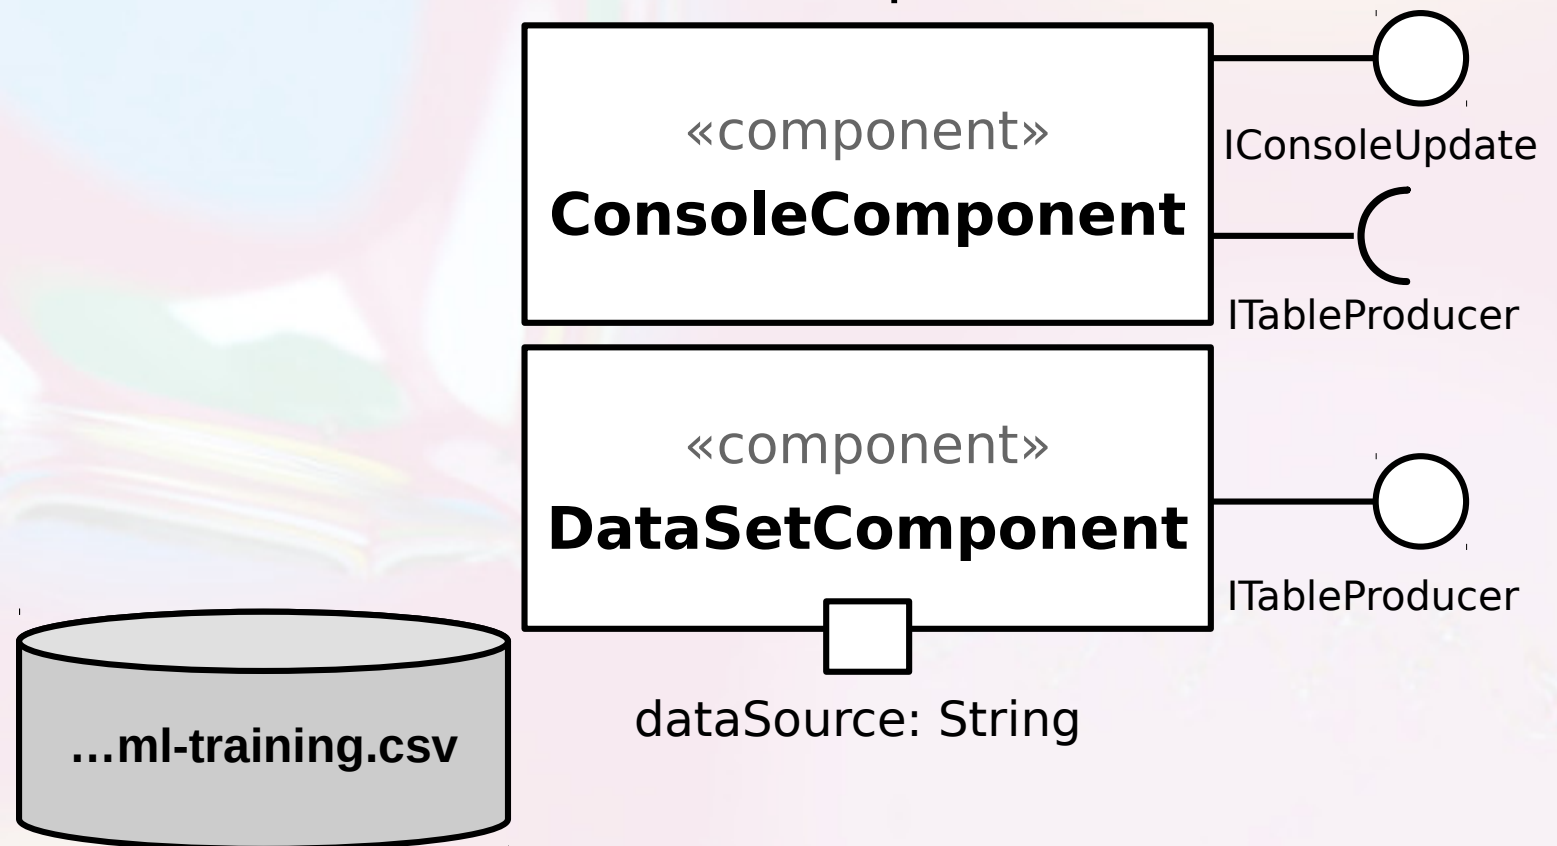 «component»
ConsoleComponent
IConsoleUpdate
ITableProducer
«component»
DataSetComponent
ITableProducer
dataSource: String
...ml-training.csv